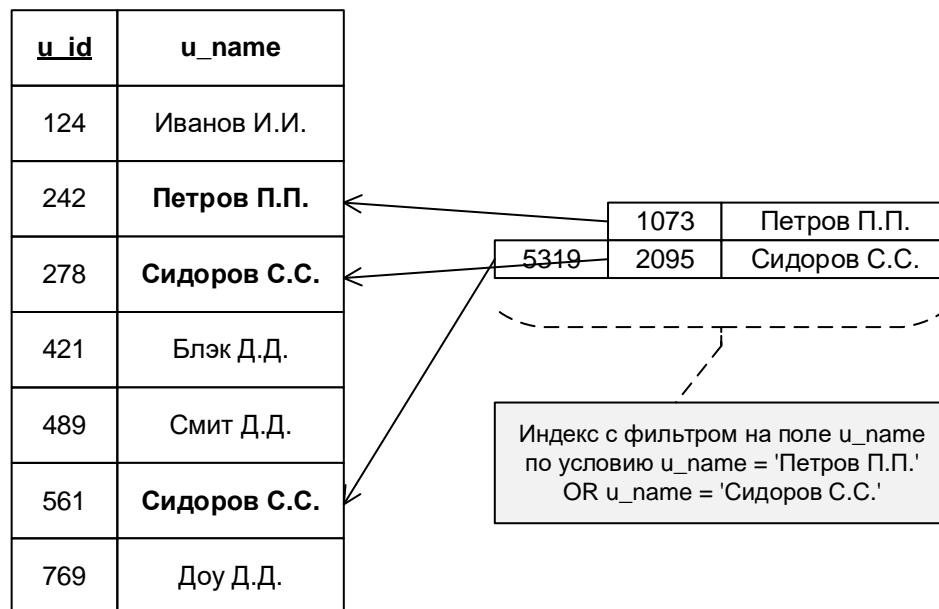 u_id u_name
124 Иванов И.И.
242 Петров П.П.
278 Сидоров С.С.
421 Блэк Д.Д.
489 Смит Д.Д.
561 Сидоров С.С.
769 Доу Д.Д.
1073 Петров П.П.
5319 2095 Сидоров С.С.
Индекс с фильтром на поле u_name
по условию u_name = 'Петров П.П.'
OR u_name = 'Сидоров С.С.'